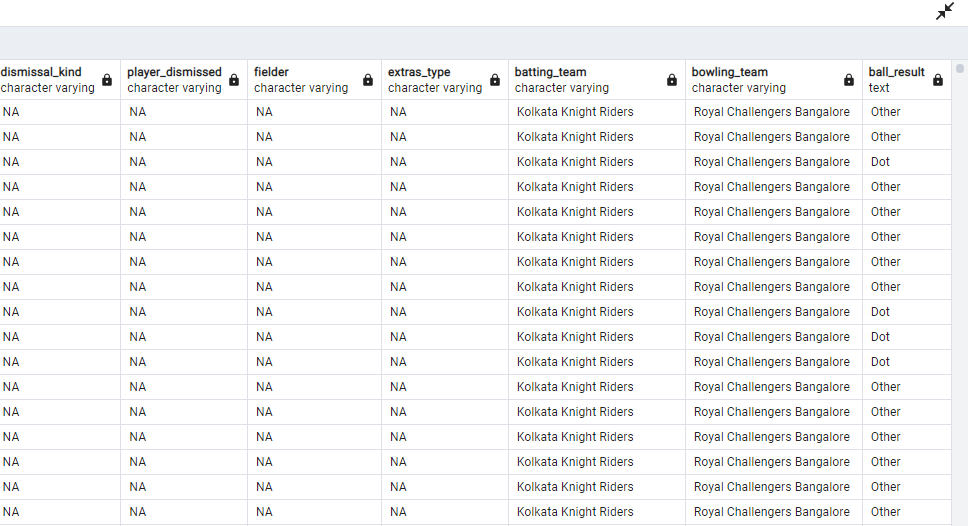 dismissal_kind player_dismissed fielder extras_type batting_team bowling_team ball_result
character varying character varying character varying character varying character varying character varying text
NA NA NA NA Kolkata Knight Riders Royal Challengers Bangalore Other
NA NA NA NA Kolkata Knight Riders Royal Challengers Bangalore Other
NA NA NA NA Kolkata Knight Riders Royal Challengers Bangalore Dot
NA NA NA NA Kolkata Knight Riders Royal Challengers Bangalore Other
NA NA NA NA Kolkata Knight Riders Royal Challengers Bangalore Other
NA NA NA NA Kolkata Knight Riders Royal Challengers Bangalore Other
NA NA NA NA Kolkata Knight Riders Royal Challengers Bangalore Other
NA NA NA NA Kolkata Knight Riders Royal Challengers Bangalore Other
NA NA NA NA Kolkata Knight Riders Royal Challengers Bangalore Dot
NA NA NA NA Kolkata Knight Riders Royal Challengers Bangalore Dot
NA NA NA NA Kolkata Knight Riders Royal Challengers Bangalore Dot
NA NA NA NA Kolkata Knight Riders Royal Challengers Bangalore Other
NA NA NA NA Kolkata Knight Riders Royal Challengers Bangalore Other
NA NA NA NA Kolkata Knight Riders Royal Challengers Bangalore Other
NA NA NA NA Kolkata Knight Riders Royal Challengers Bangalore Other
NA NA NA NA Kolkata Knight Riders Royal Challengers Bangalore Other
NA NA NA NA Kolkata Knight Riders Royal Challengers Bangalore Other